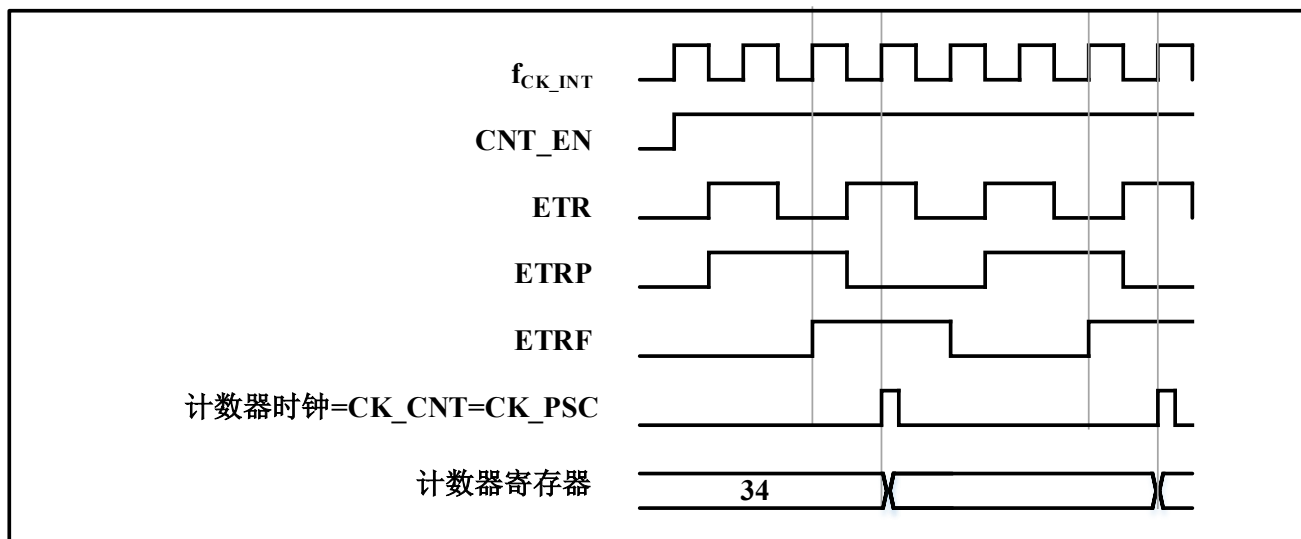 fCK_INT
CNT_EN
ETR
ETRP
ETRF
计数器时钟=CK_CNT=CK_PSC
计数器寄存器 34